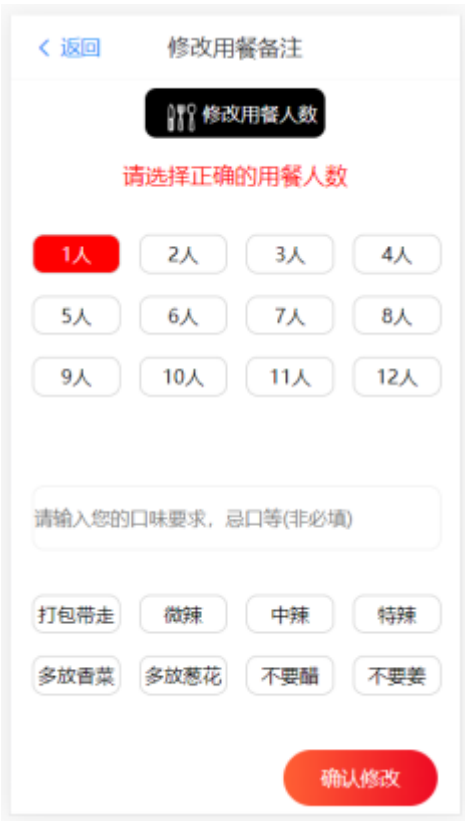 返回 修改用餐备注
修改用餐人数
请选择正确的用餐人数
1人 2人 3人 4人
5人 6人 7人 8人
9人 10人 11人 12人
请输入您的口味要求，忌口等(非必填)
打包带走 微辣 中辣 特辣
多放香菜 多放葱花 不要醋 不要姜
确认修改